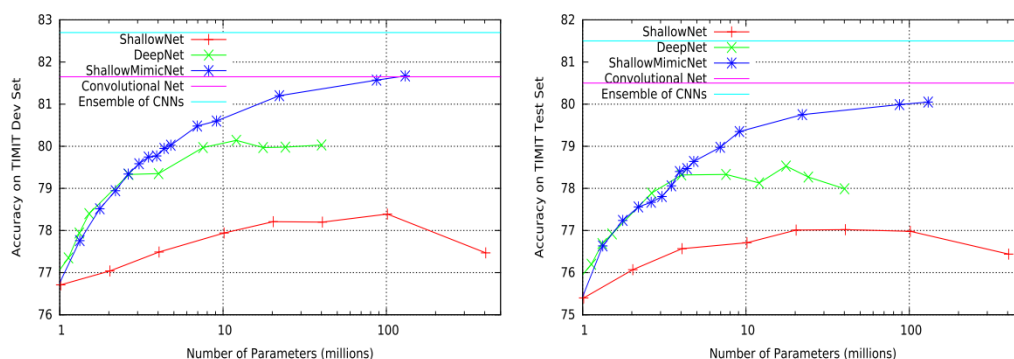 83
82
81
80
79
78
77
76
Accuracy on TIMIT Dev Set
ShallowNet
DeepNet
ShallowMimicNet
Convolutional Net
Ensemble of CNNs
1
10
100
Number of Parameters (millions)
82
81
80
79
78
77
76
75
Accuracy on TIMIT Test Set
ShallowNet
DeepNet
ShallowMimicNet
Convolutional Net
Ensemble of CNNs
1
10
100
Number of Parameters (millions)